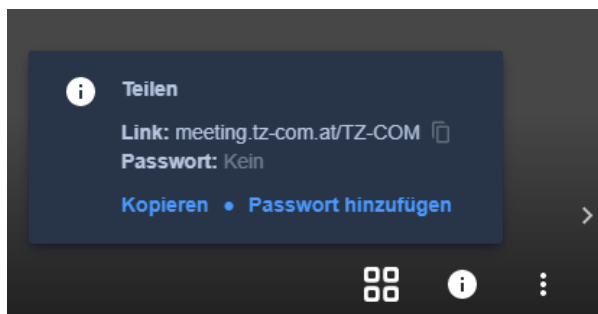 Teilen
Link: meeting.tz-com.at/TZ-COM
Passwort: Kein
Kopieren • Passwort hinzufügen